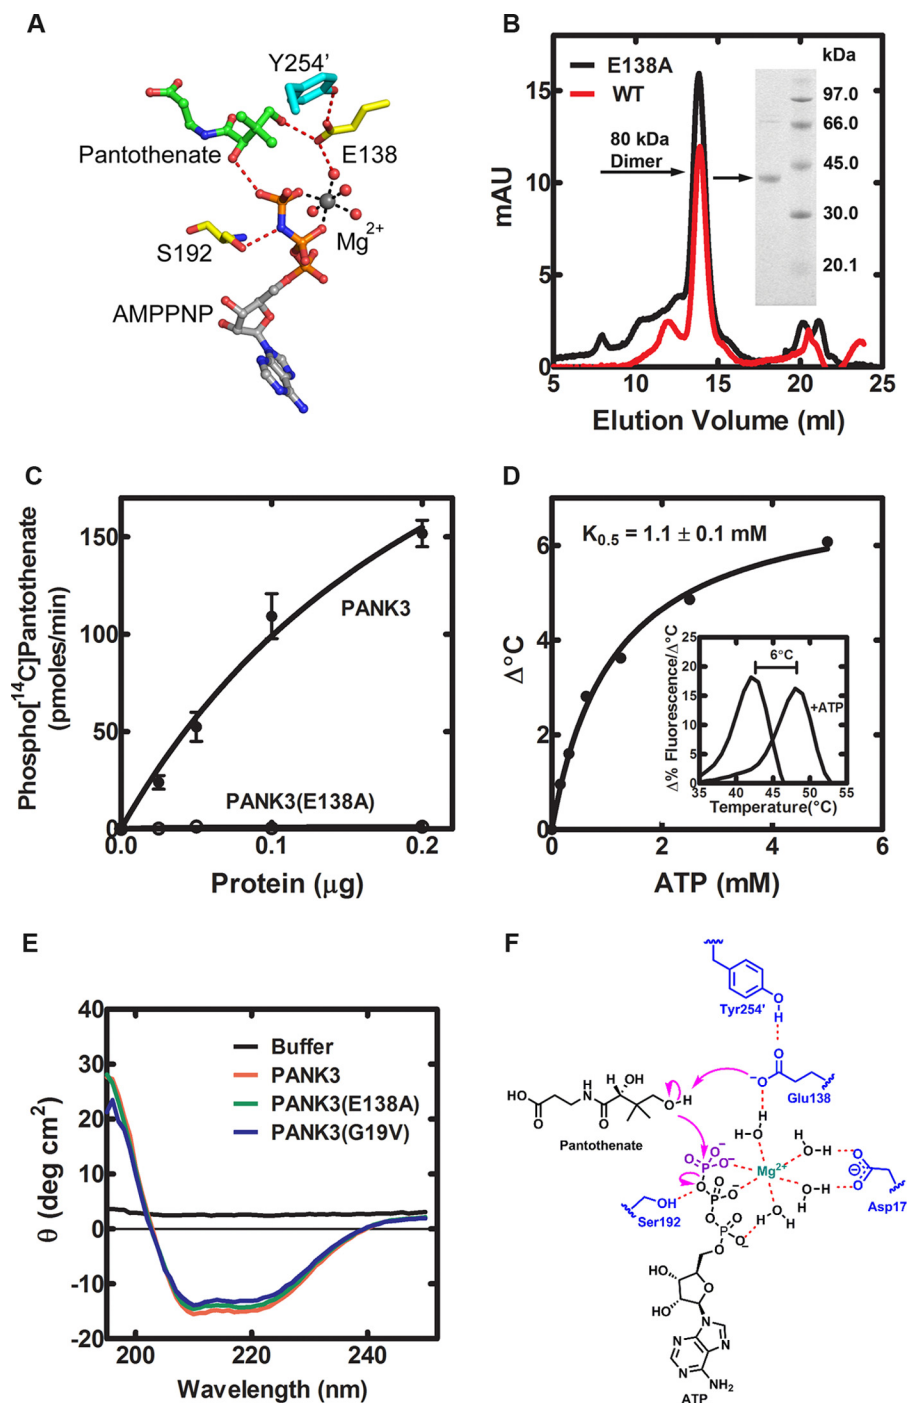 A
Y254'
Pantothenate
E138
Mg2+
S192
AMPPNP
B
E138A
WT
80 kDa
Dimer
kDa
97.0
66.0
45.0
30.0
20.1
mAU
15
10
5
0
5 10 15 20 25
Elution Volume (ml)
C
Phospho[14C]Pantothenate
(pmoles/min)
150
100
50
0
PANK3
PANK3(E138A)
0.0 0.1 0.2
Protein (μg)
D
K0.5 = 1.1 ± 0.1 mM
Δ°C
6
4
2
0
0 2 4 6
ATP (mM)
Δ% Fluorescence/Δ°C
25
20
15
10
5
0
6°C
+ATP
35 40 45 50 55
Temperature(°C)
E
θ (deg cm2)
40
30
20
10
0
-10
-20
Buffer
PANK3
PANK3(E138A)
PANK3(G19V)
200 220 240
Wavelength (nm)
F
Tyr254'
O
H
O
−O
Glu138
HO
O
H
N
O
OH
O
H
Pantothenate
H
H–O
O
P
O−
O−
O
Mg2+
O–H
H
O
O
Asp17
OH
Ser192
O
P
O
O−
O
P
O
O−
O
HO
HO
O
N
N
N
N
NH2
ATP